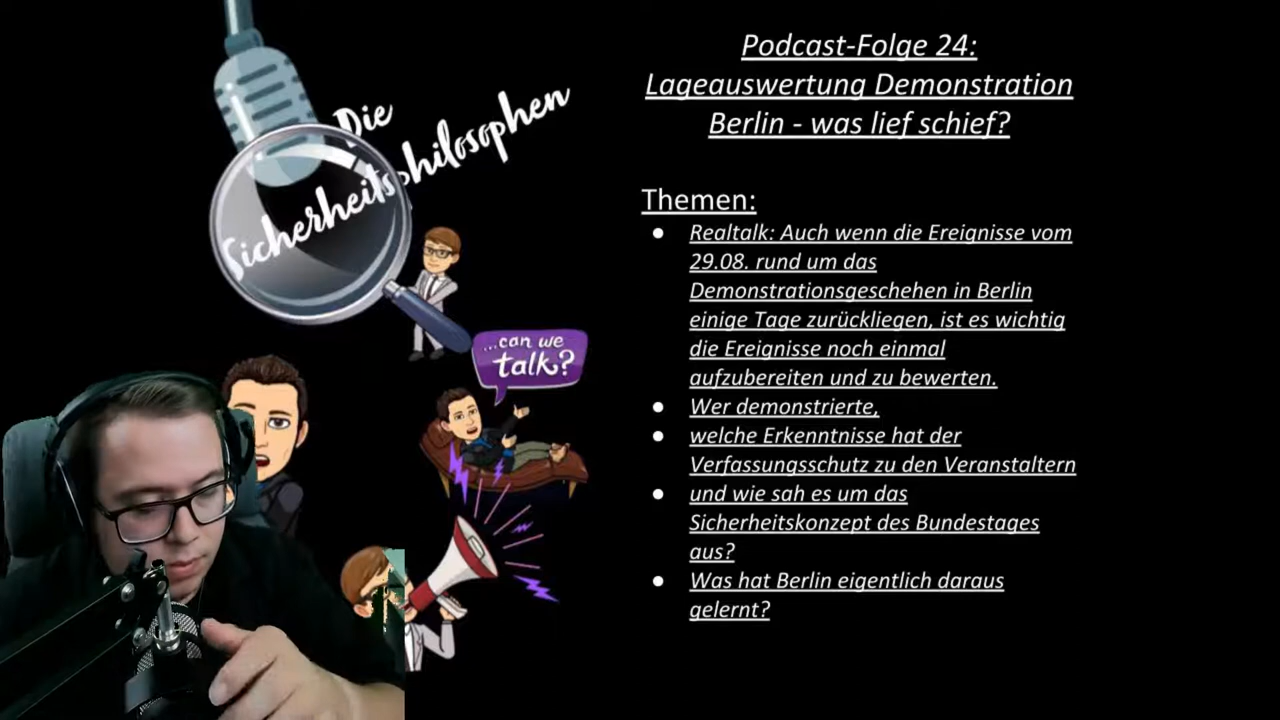 Die
Sicherheitsphilosophen
...can we
talk?
Podcast-Folge 24:
Lageauswertung Demonstration
Berlin - was lief schief?
Themen:
● Realtalk: Auch wenn die Ereignisse vom
29.08. rund um das
Demonstrationsgeschehen in Berlin
einige Tage zurückliegen, ist es wichtig
die Ereignisse noch einmal
aufzubereiten und zu bewerten.
● Wer demonstrierte,
● welche Erkenntnisse hat der
Verfassungsschutz zu den Veranstaltern
● und wie sah es um das
Sicherheitskonzept des Bundestages
aus?
● Was hat Berlin eigentlich daraus
gelernt?